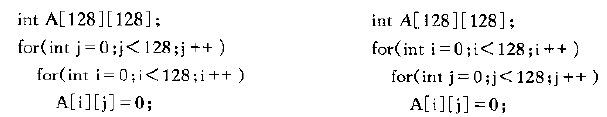 int A[128][128];
for(int j=0;j<128;j++)
for(int i=0;i<128;i++)
A[i][j]=0;
int A[128][128];
for(int i=0;i<128;i++)
for(int j=0;j<128;j++)
A[i][j]=0;